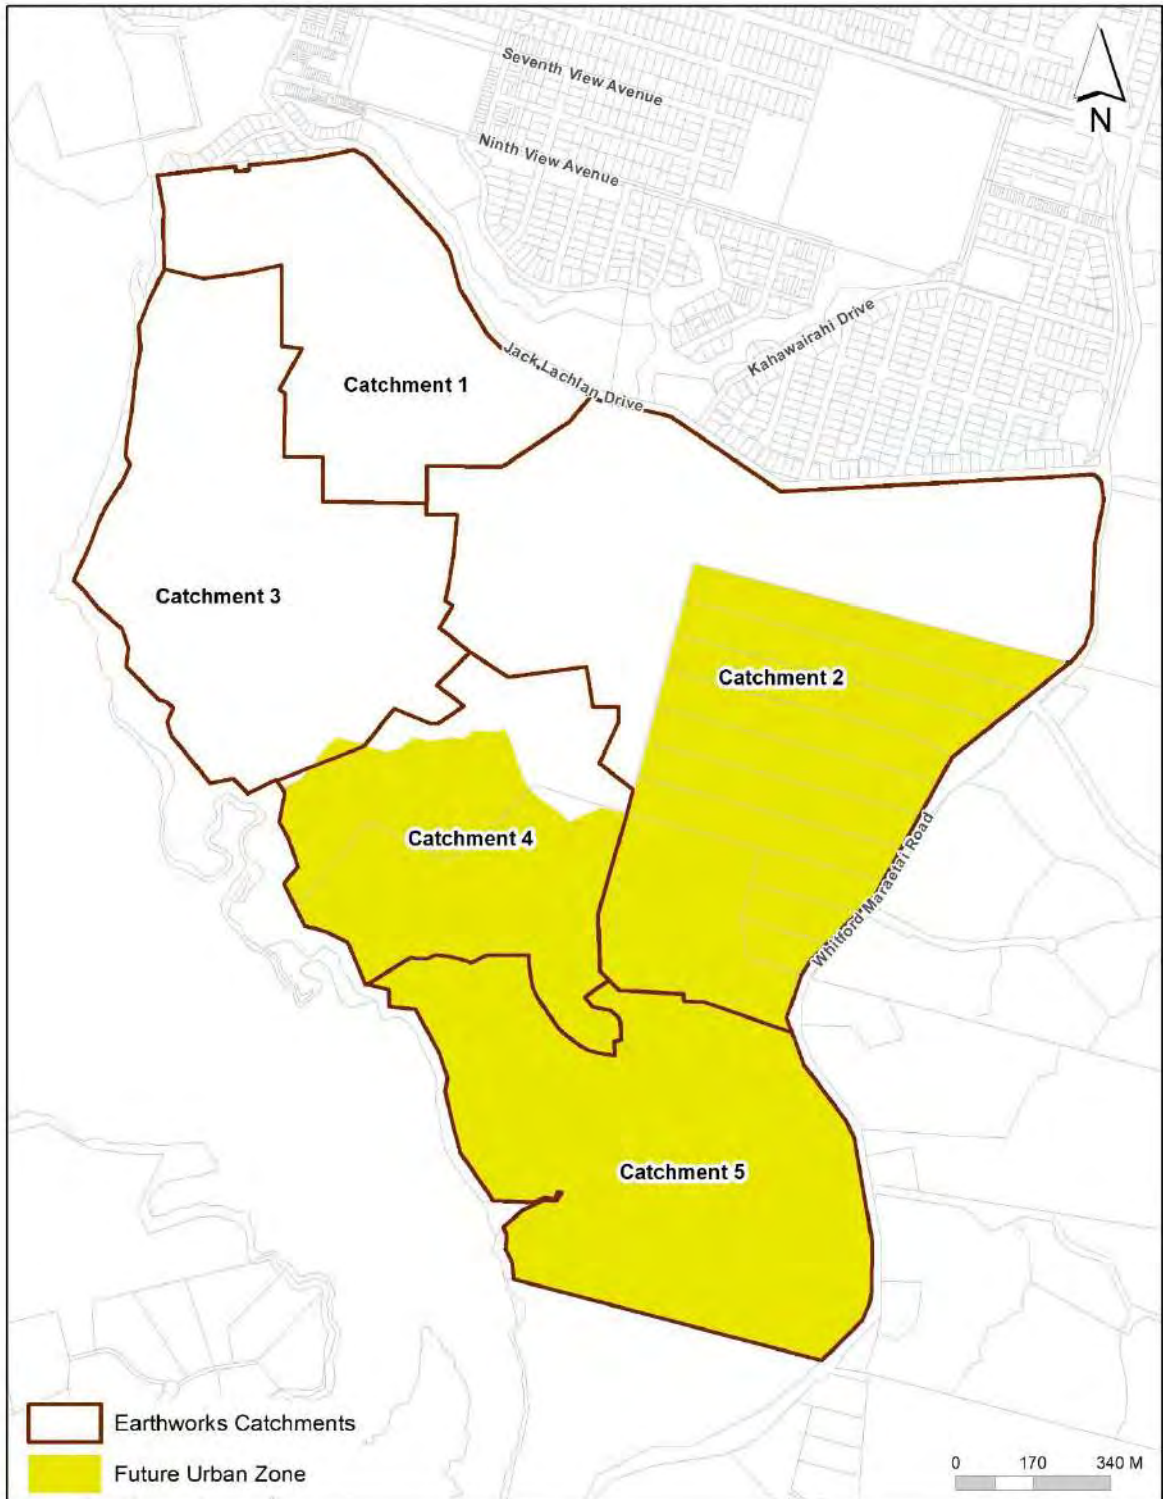 Seventh View Avenue
N
Ninth View Avenue
Kahawairahi Drive
Jack Lachlan Drive
Catchment 1
Catchment 3
Catchment 2
Catchment 4
Whitford Maraetai Road
Catchment 5
Earthworks Catchments
Future Urban Zone
0 170 340 M